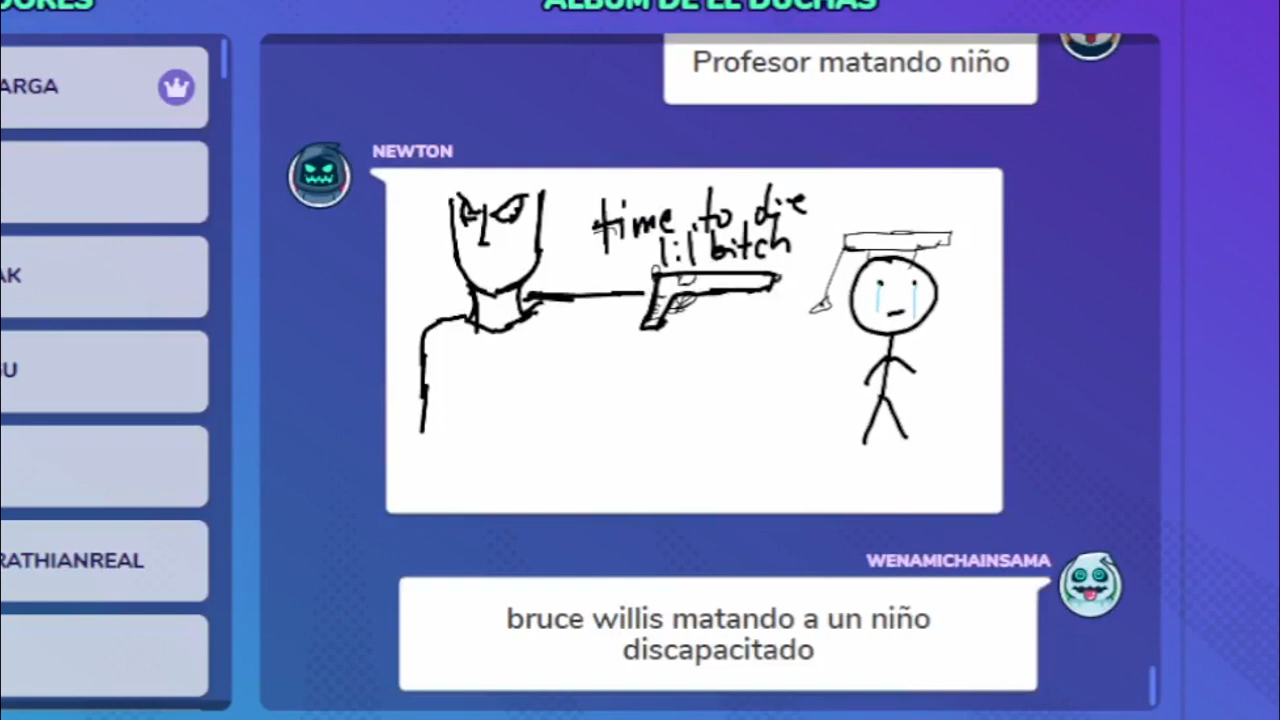 ÁLBUM DE EL DUCHAS
ARGA
Profesor matando niño
NEWTON
time to die
lil bitch
AK
RATHIANREAL
WENAMICHAINSAMA
bruce willis matando a un niño
discapacitado